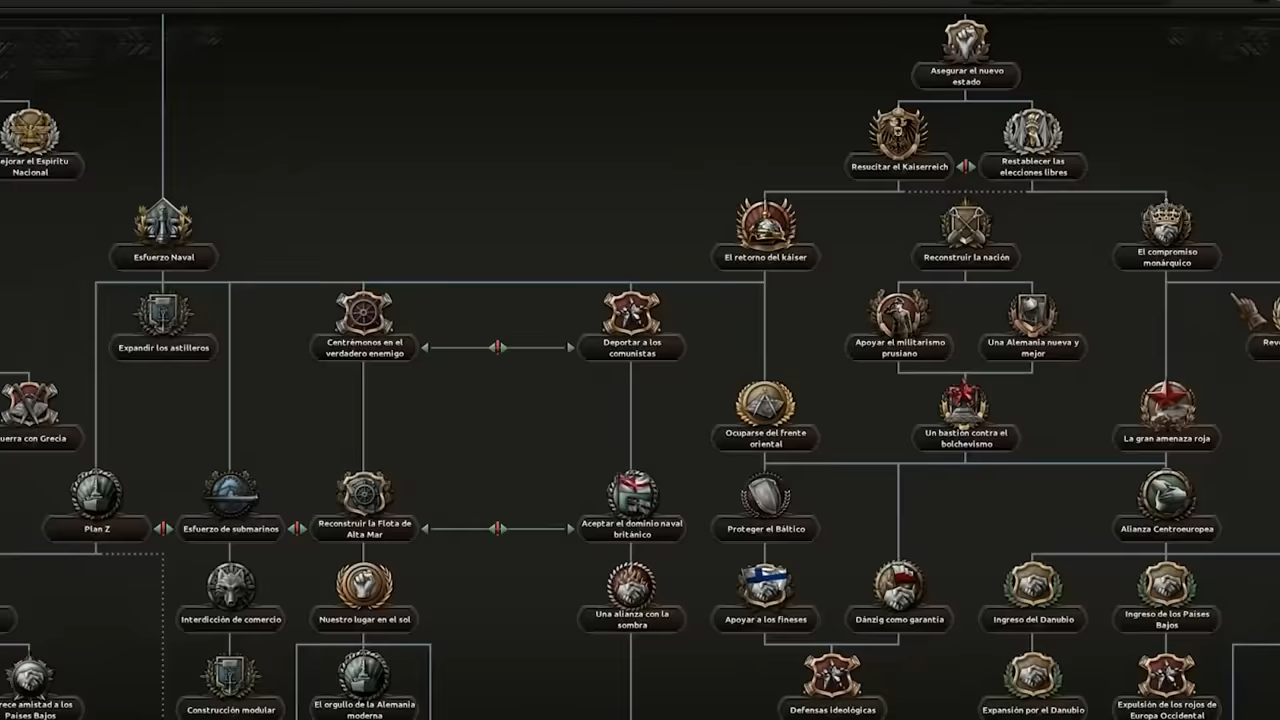 Asegurar el nuevo
estado
Nacional
Resucitar el Kaiserreich
Restablecer las
elecciones libres
Esfuerzo Naval
El retorno del káiser
Reconstruir la nación
El compromiso
monárquico
Expandir los astilleros
Centrémonos en el
verdadero enemigo
Deportar a los
comunistas
Apoyar el militarismo
prusiano
Una Alemania nueva y
mejor
con Grecia
Ocuparse del frente
oriental
Un bastión contra el
bolchevismo
La gran amenaza roja
Plan Z
Esfuerzo de submarinos
Reconstruir la Flota de
Alta Mar
Aceptar el dominio naval
británico
Proteger el Báltico
Alianza Centroeuropea
Interdicción de comercio
Nuestro lugar en el sol
Una alianza con la
sombra
Apoyar a los fineses
Dánzig como garantía
Ingreso del Danubio
Ingreso de los Países
Bajos
amistad a los
Países Bajos
Construcción modular
El orgullo de la Alemania
moderna
Defensas ideológicas
Expansión por el Danubio
Expulsión de los rojos de
Europa Occidental